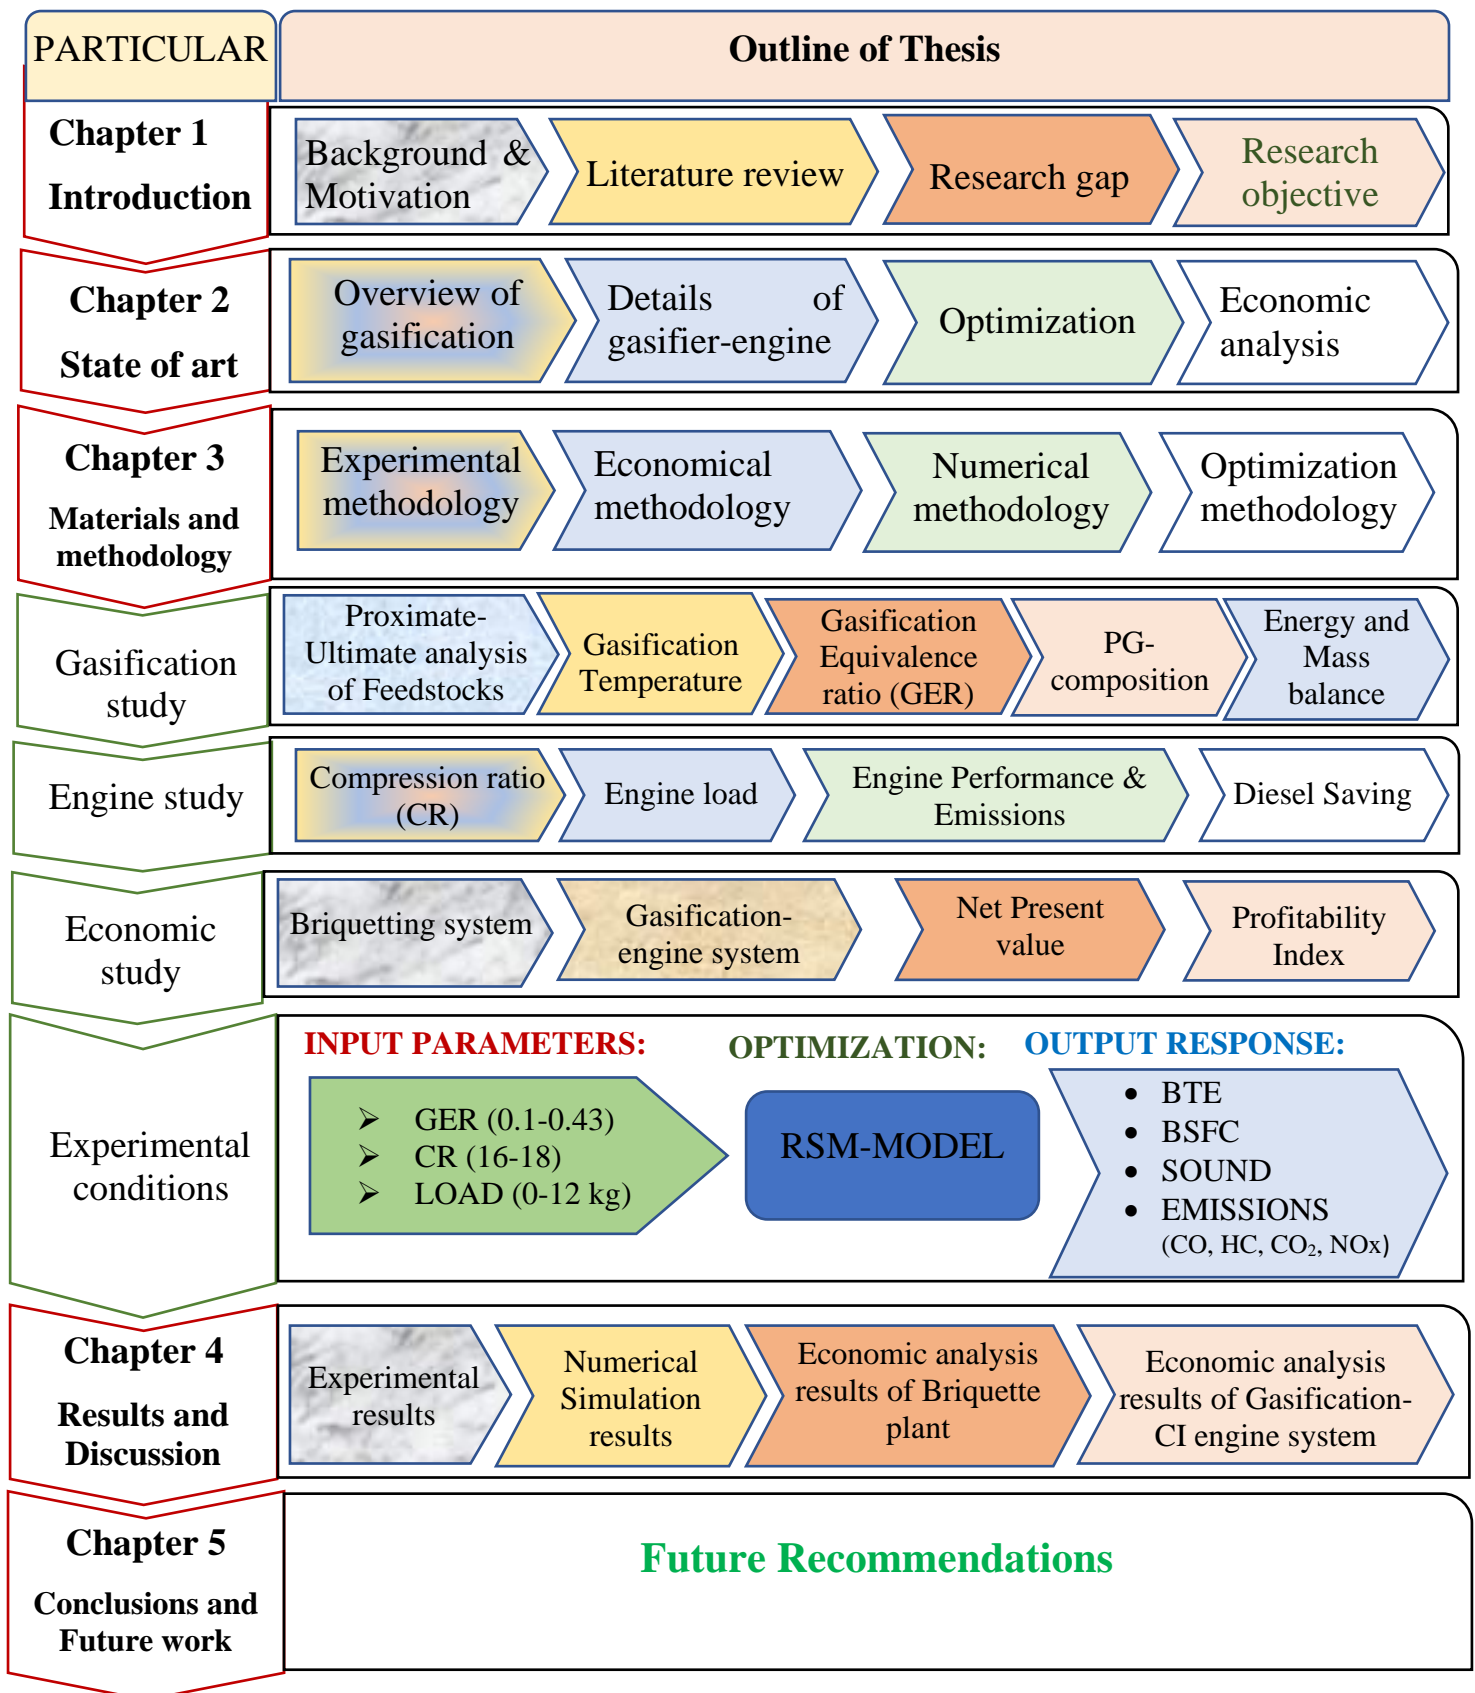 PARTICULAR
Outline of Thesis
Chapter 1
Introduction
Background &
Motivation
Literature review
Research gap
Research
objective
Chapter 2
State of art
Overview of
gasification
Details of
gasifier-engine
Optimization
Economic
analysis
Chapter 3
Materials and
methodology
Experimental
methodology
Economical
methodology
Numerical
methodology
Optimization
methodology
Gasification
study
Proximate-
Ultimate analysis
of Feedstocks
Gasification
Temperature
Gasification
Equivalence
ratio (GER)
PG-
composition
Energy and
Mass
balance
Engine study
Compression ratio
(CR)
Engine load
Engine Performance &
Emissions
Diesel Saving
Economic
study
Briquetting system
Gasification-
engine system
Net Present
value
Profitability
Index
Experimental
conditions
INPUT PARAMETERS:
➢ GER (0.1-0.43)
➢ CR (16-18)
➢ LOAD (0-12 kg)
OPTIMIZATION:
RSM-MODEL
OUTPUT RESPONSE:
• BTE
• BSFC
• SOUND
• EMISSIONS
(CO, HC, CO₂, NOx)
Chapter 4
Results and
Discussion
Experimental
results
Numerical
Simulation
results
Economic analysis
results of Briquette
plant
Economic analysis
results of Gasification-
CI engine system
Chapter 5
Conclusions and
Future work
Future Recommendations